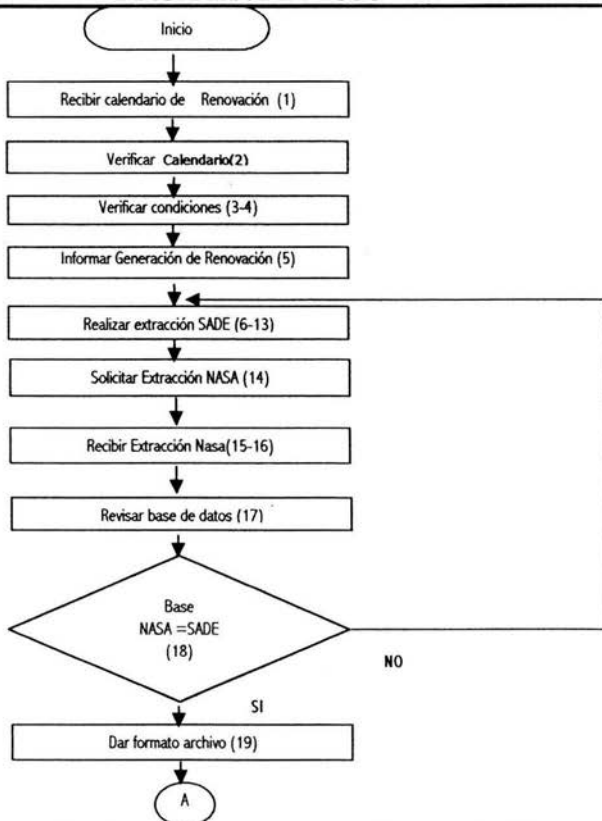 Inicio
Recibir calendario de Renovación (1)
Verificar Calendario(2)
Verificar condiciones (3-4)
Informar Generación de Renovación (5)
Realizar extracción SADE (6-13)
Solicitar Extracción NASA (14)
Recibir Extracción Nasa(15-16)
Revisar base de datos (17)
Base
NASA =SADE
(18)
NO
SI
Dar formato archivo (19)
A